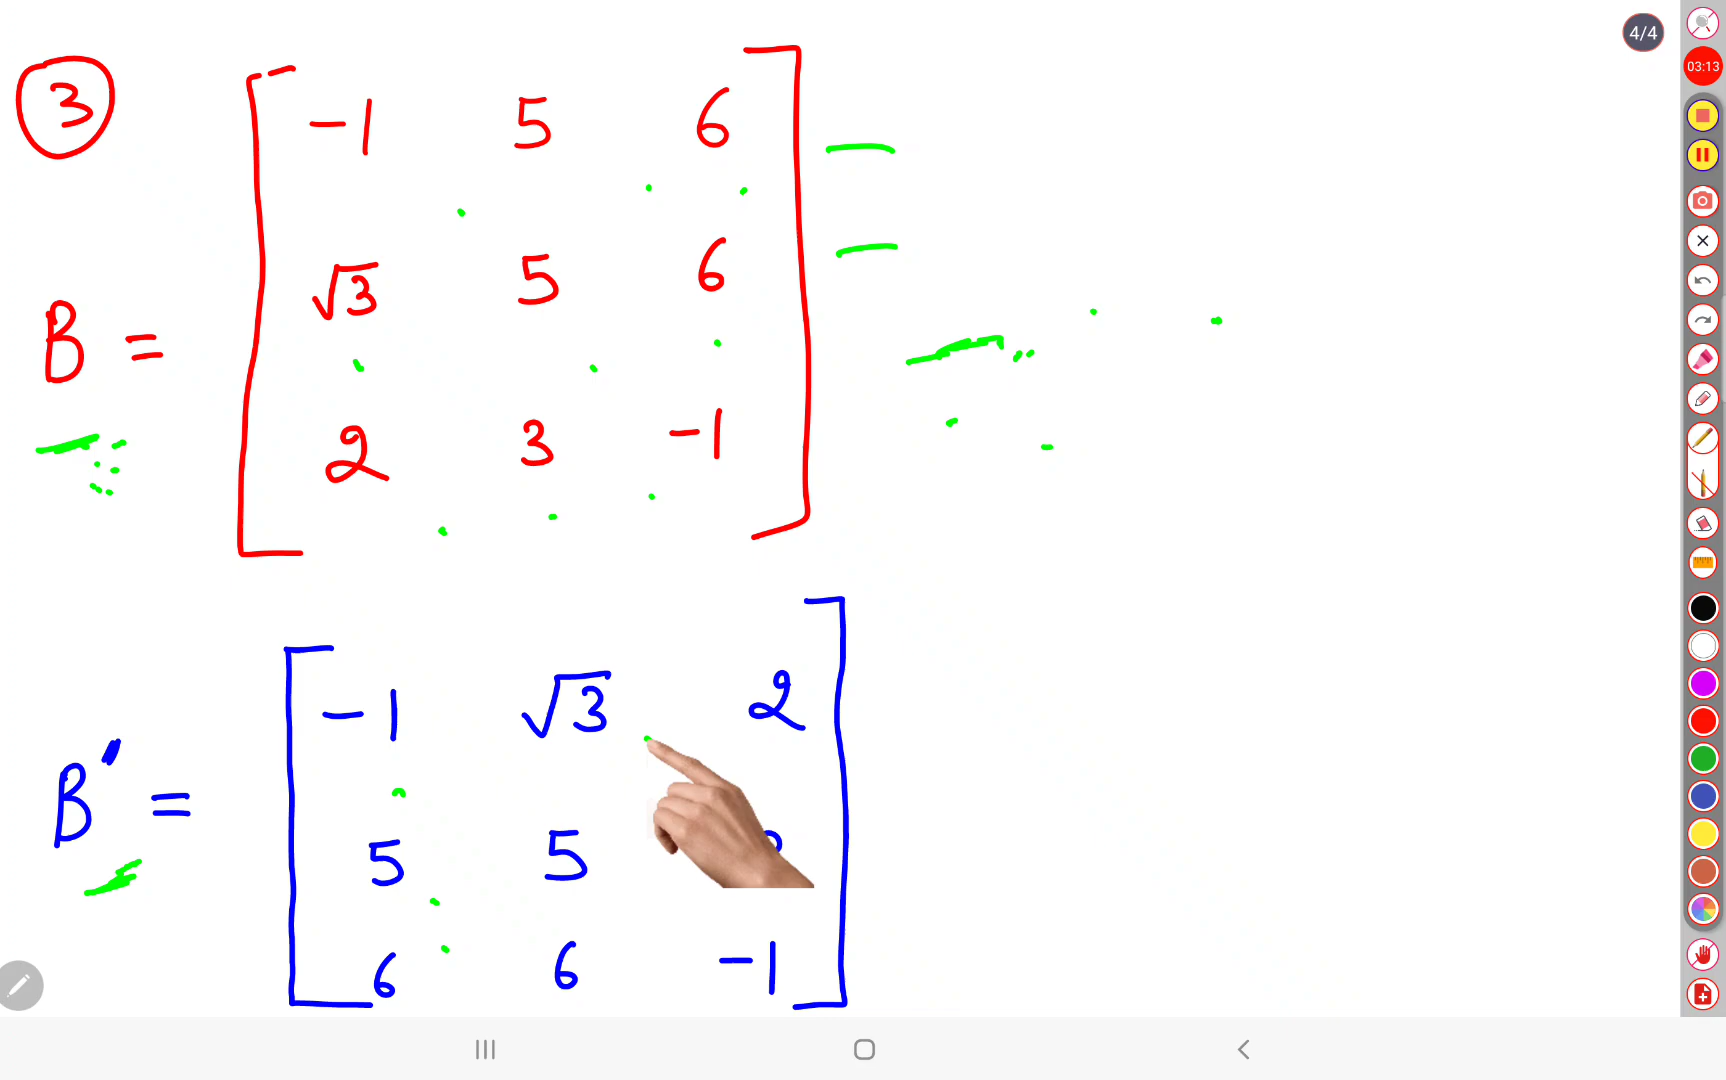 4/4
03:13
3
-1 5 6
√3 5 6
B =
2 3 -1
-1 √3 2
B' =
5 5
6 6 -1